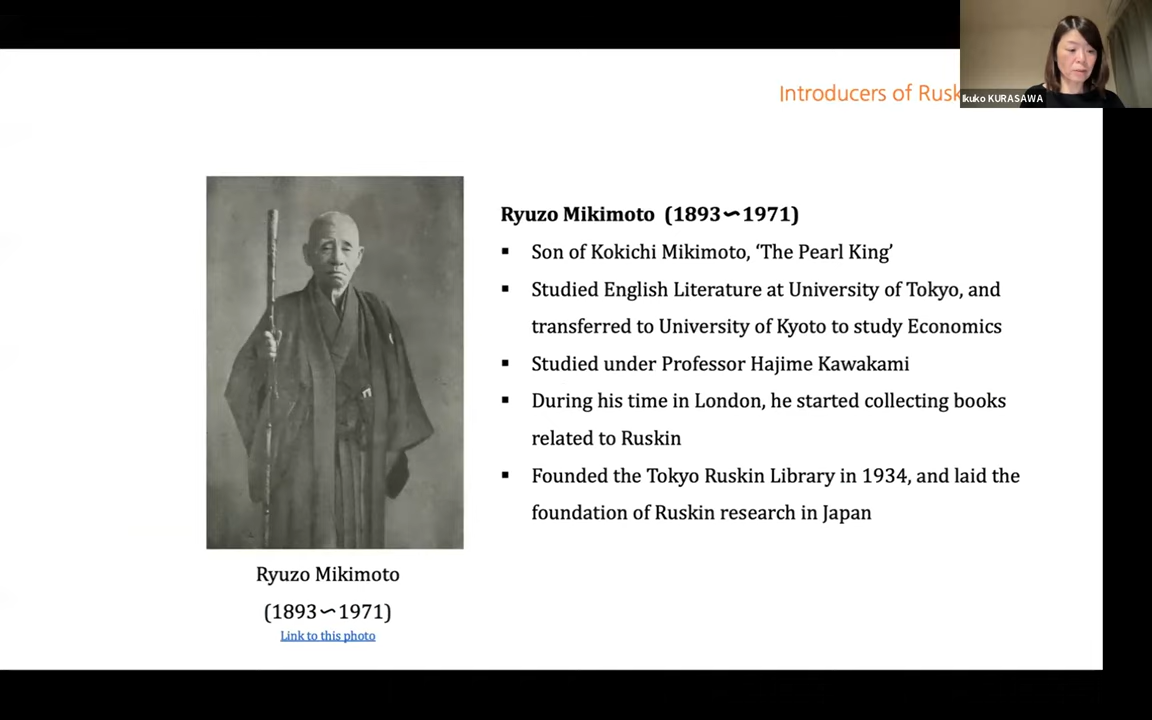 Introducers of Rusk
Ikuko KURASAWA
Ryuzo Mikimoto (1893〜1971)
▪ Son of Kokichi Mikimoto, ‘The Pearl King’
▪ Studied English Literature at University of Tokyo, and
transferred to University of Kyoto to study Economics
▪ Studied under Professor Hajime Kawakami
▪ During his time in London, he started collecting books
related to Ruskin
▪ Founded the Tokyo Ruskin Library in 1934, and laid the
foundation of Ruskin research in Japan
Ryuzo Mikimoto
(1893〜1971)
Link to this photo